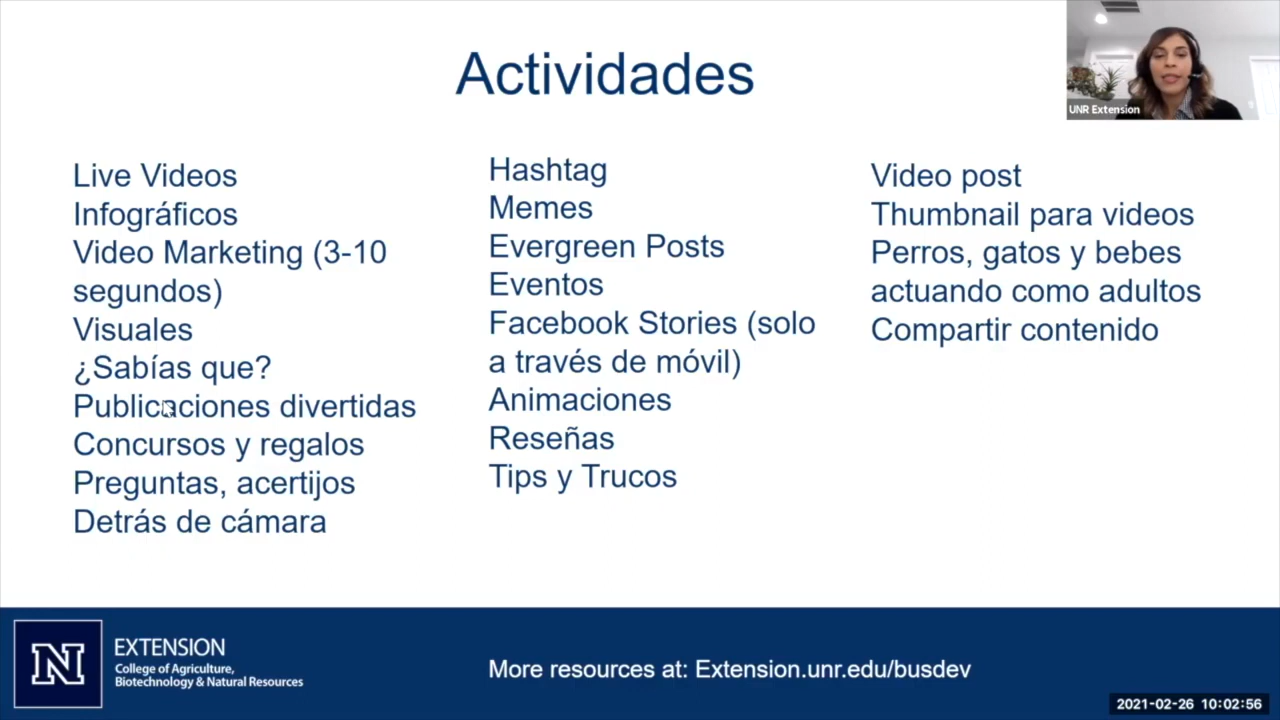 Actividades
UNR Extension
Live Videos
Infográficos
Video Marketing (3-10
segundos)
Visuales
¿Sabías que?
Publicaciones divertidas
Concursos y regalos
Preguntas, acertijos
Detrás de cámara
Hashtag
Memes
Evergreen Posts
Eventos
Facebook Stories (solo
a través de móvil)
Animaciones
Reseñas
Tips y Trucos
Video post
Thumbnail para videos
Perros, gatos y bebes
actuando como adultos
Compartir contenido
N
EXTENSION
College of Agriculture,
Biotechnology & Natural Resources
More resources at: Extension.unr.edu/busdev
2021-02-26 10:02:56